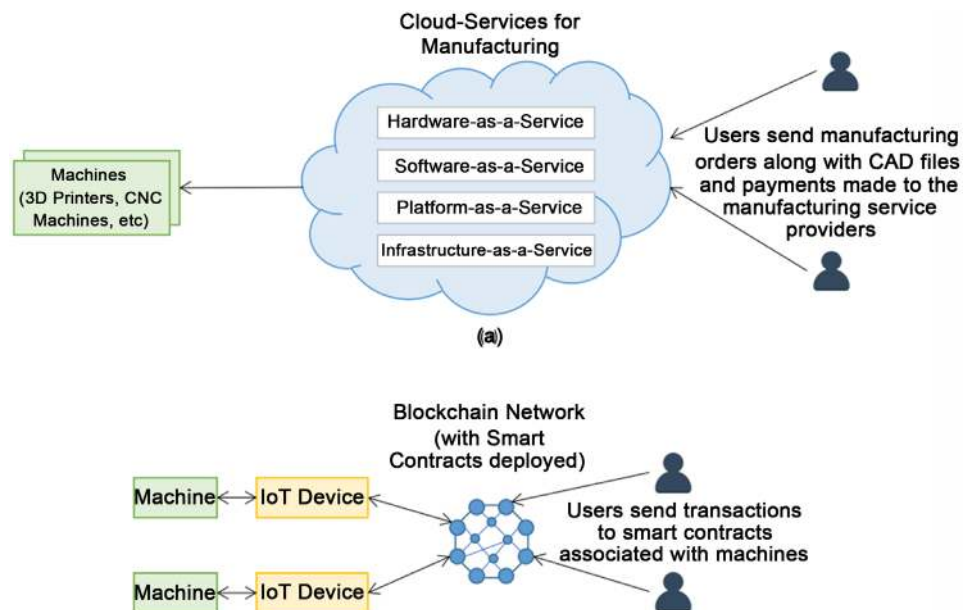 Cloud-Services for
Manufacturing
Hardware-as-a-Service
Software-as-a-Service
Platform-as-a-Service
Infrastructure-as-a-Service
Machines
(3D Printers, CNC
Machines, etc)
Users send manufacturing
orders along with CAD files
and payments made to the
manufacturing service
providers
(a)
Blockchain Network
(with Smart
Contracts deployed)
Machine
IoT Device
Users send transactions
to smart contracts
associated with machines
Machine
IoT Device